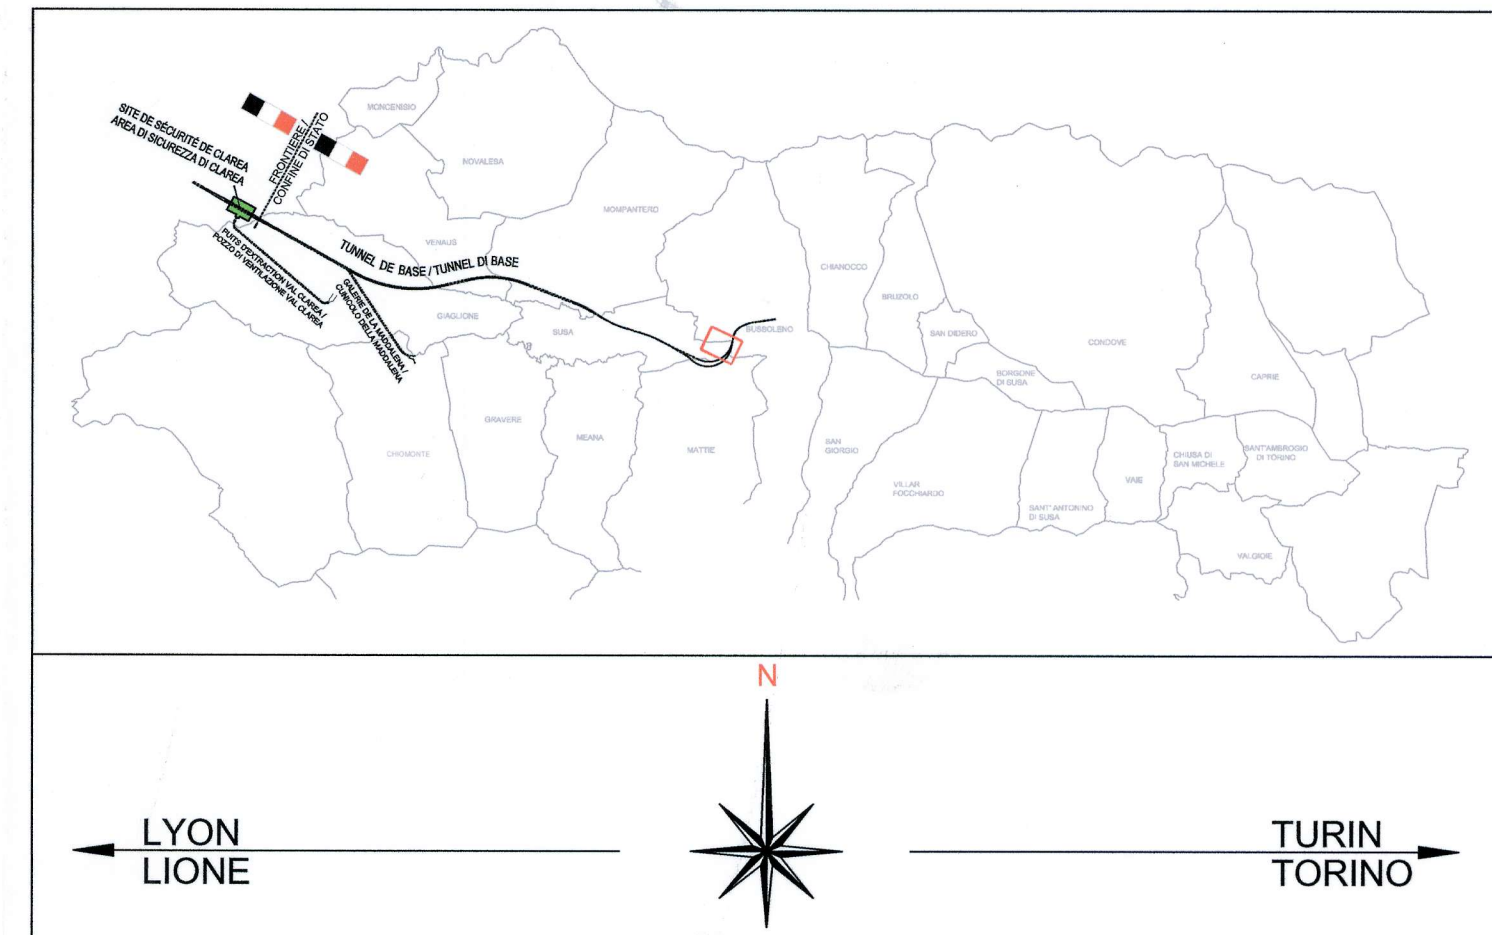 MONCENISIO
SITE DE SÉCURITÉ DE CLAREA
AREA DI SICUREZZA DI CLAREA
FRONTIERE /
CONFINE DI STATO
NOVALESA
MOMPANTERO
VENAUS
TUNNEL DE BASE / TUNNEL DI BASE
PUITS D'EXTRACTION VAL CLAREA /
POZZO DI VENTILAZIONE VAL CLAREA
GALERIE DE LA MADDALENA /
CUNICOLO DELLA MADDALENA
CHIANOCCO
BRUZOLO
GIAGLIONE
SUSA
BUSSOLENO
SAN DIDERO
CONDOVE
BORGONE
DI SUSA
CAPRIE
GRAVERE
MEANA
MATTIE
CHIOMONTE
SAN
GIORGIO
VILLAR
FOCCHIARDO
SANT' ANTONINO
DI SUSA
VAIE
CHIUSA DI
SAN MICHELE
SANT'AMBROGIO
DI TORINO
VALGIOIE
N
LYON
LIONE
TURIN
TORINO